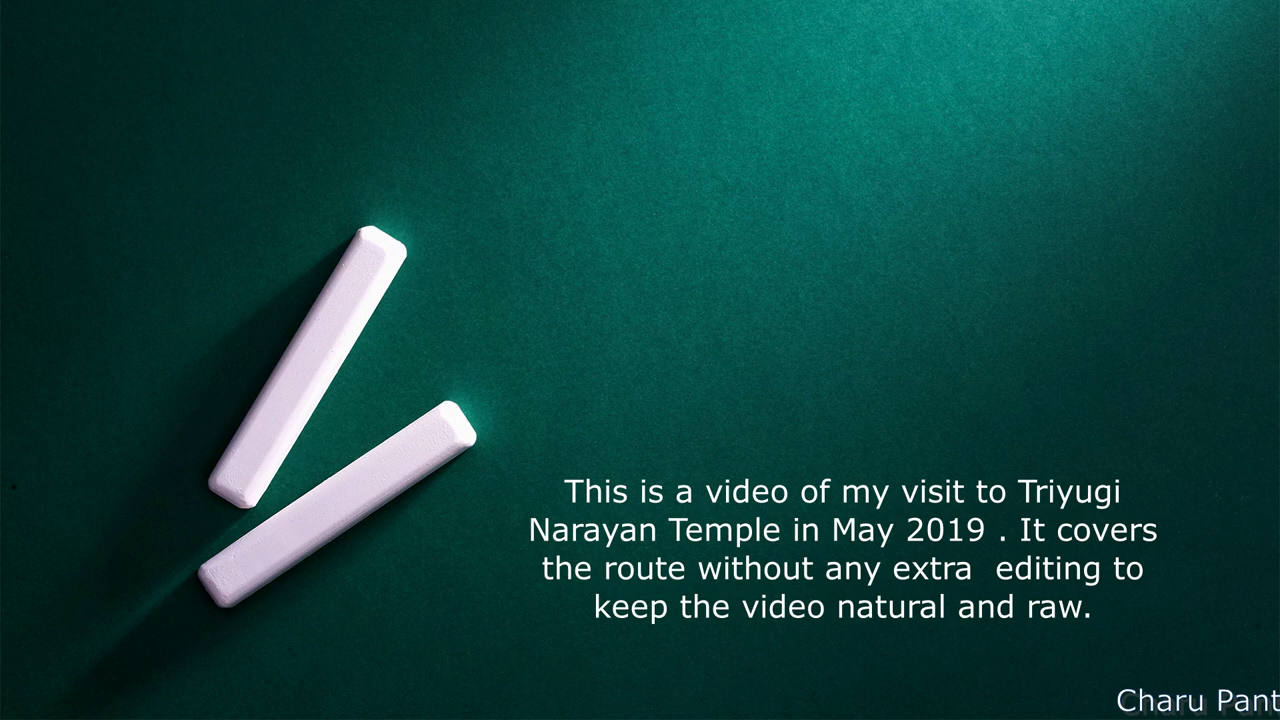 This is a video of my visit to Triyugi
Narayan Temple in May 2019 . It covers
the route without any extra  editing to
keep the video natural and raw.
Charu Pant